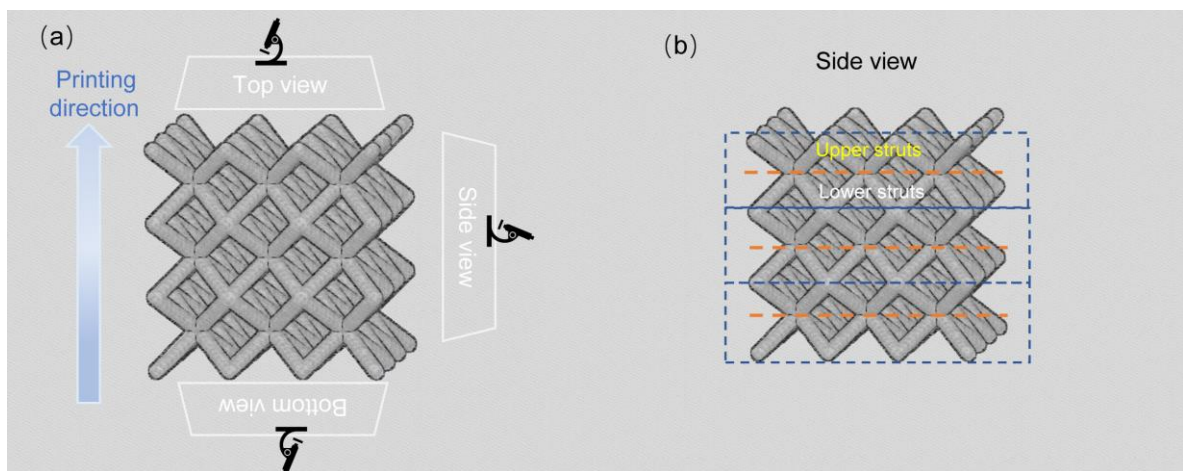 (a)
Printing
direction
Top view
Side view
Bottom view
(b)
Side view
Upper struts
Lower struts